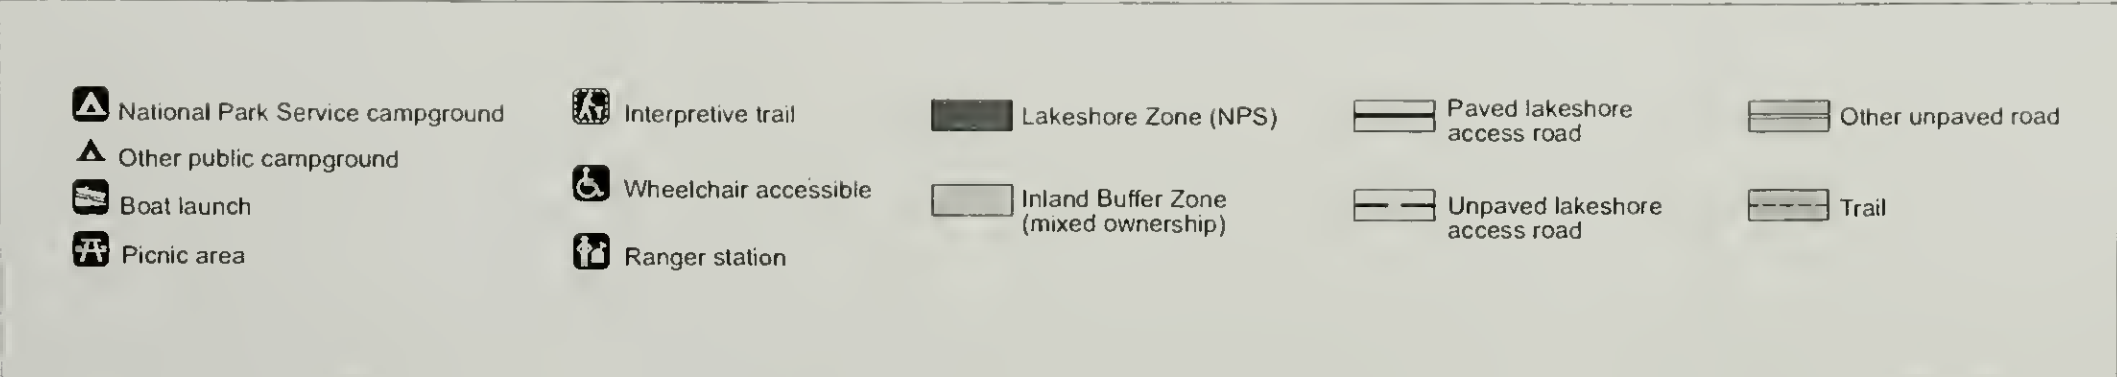 National Park Service campground
Other public campground
Boat launch
Picnic area
Interpretive trail
Wheelchair accessible
Ranger station
Lakeshore Zone (NPS)
Inland Buffer Zone
(mixed ownership)
Paved lakeshore
access road
Unpaved lakeshore
access road
Other unpaved road
Trail